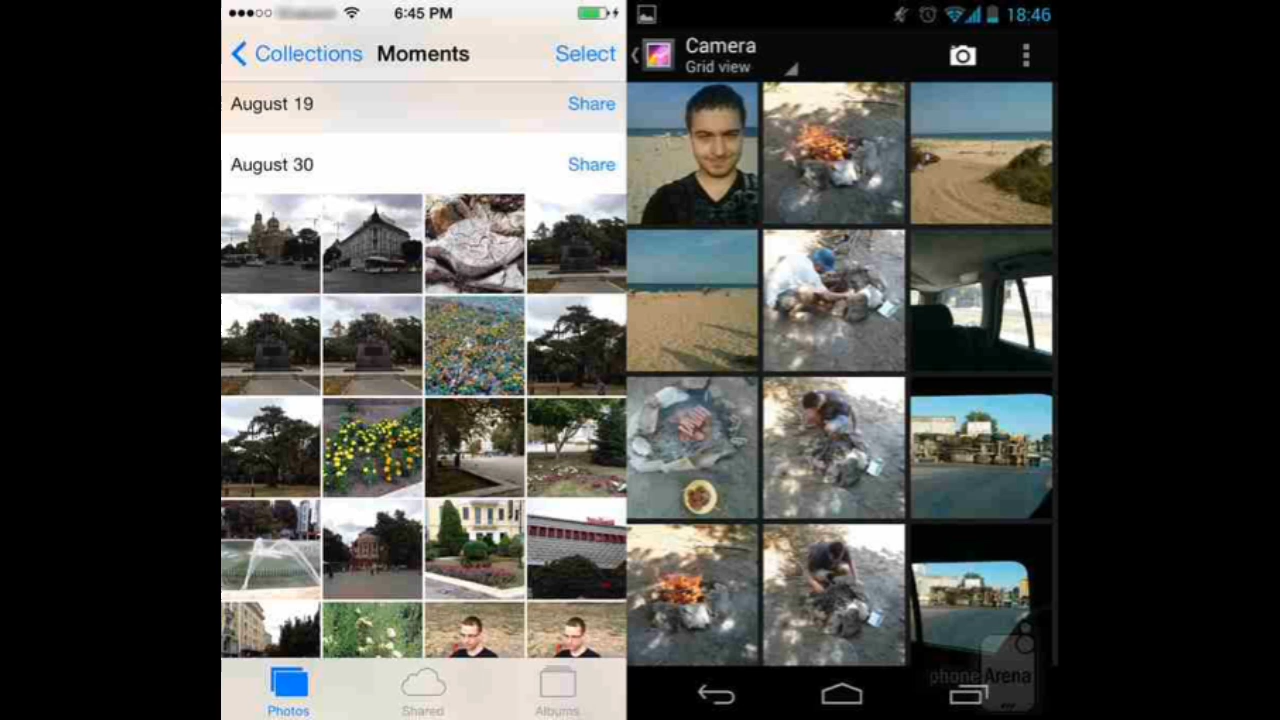 6:45 PM
Collections Moments Select
August 19 Share
August 30 Share
Photos Shared Albums
18:46
Camera
Grid view
phoneArena